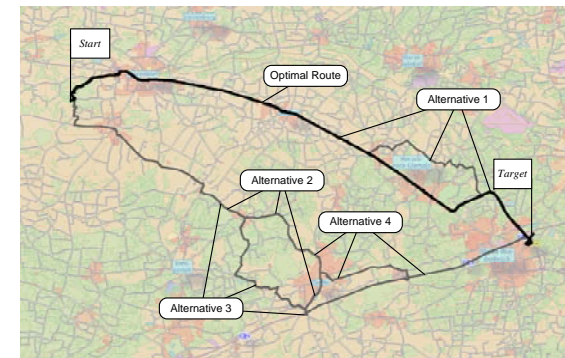 Start
Optimal Route
Alternative 1
Target
Alternative 2
Alternative 4
Alternative 3